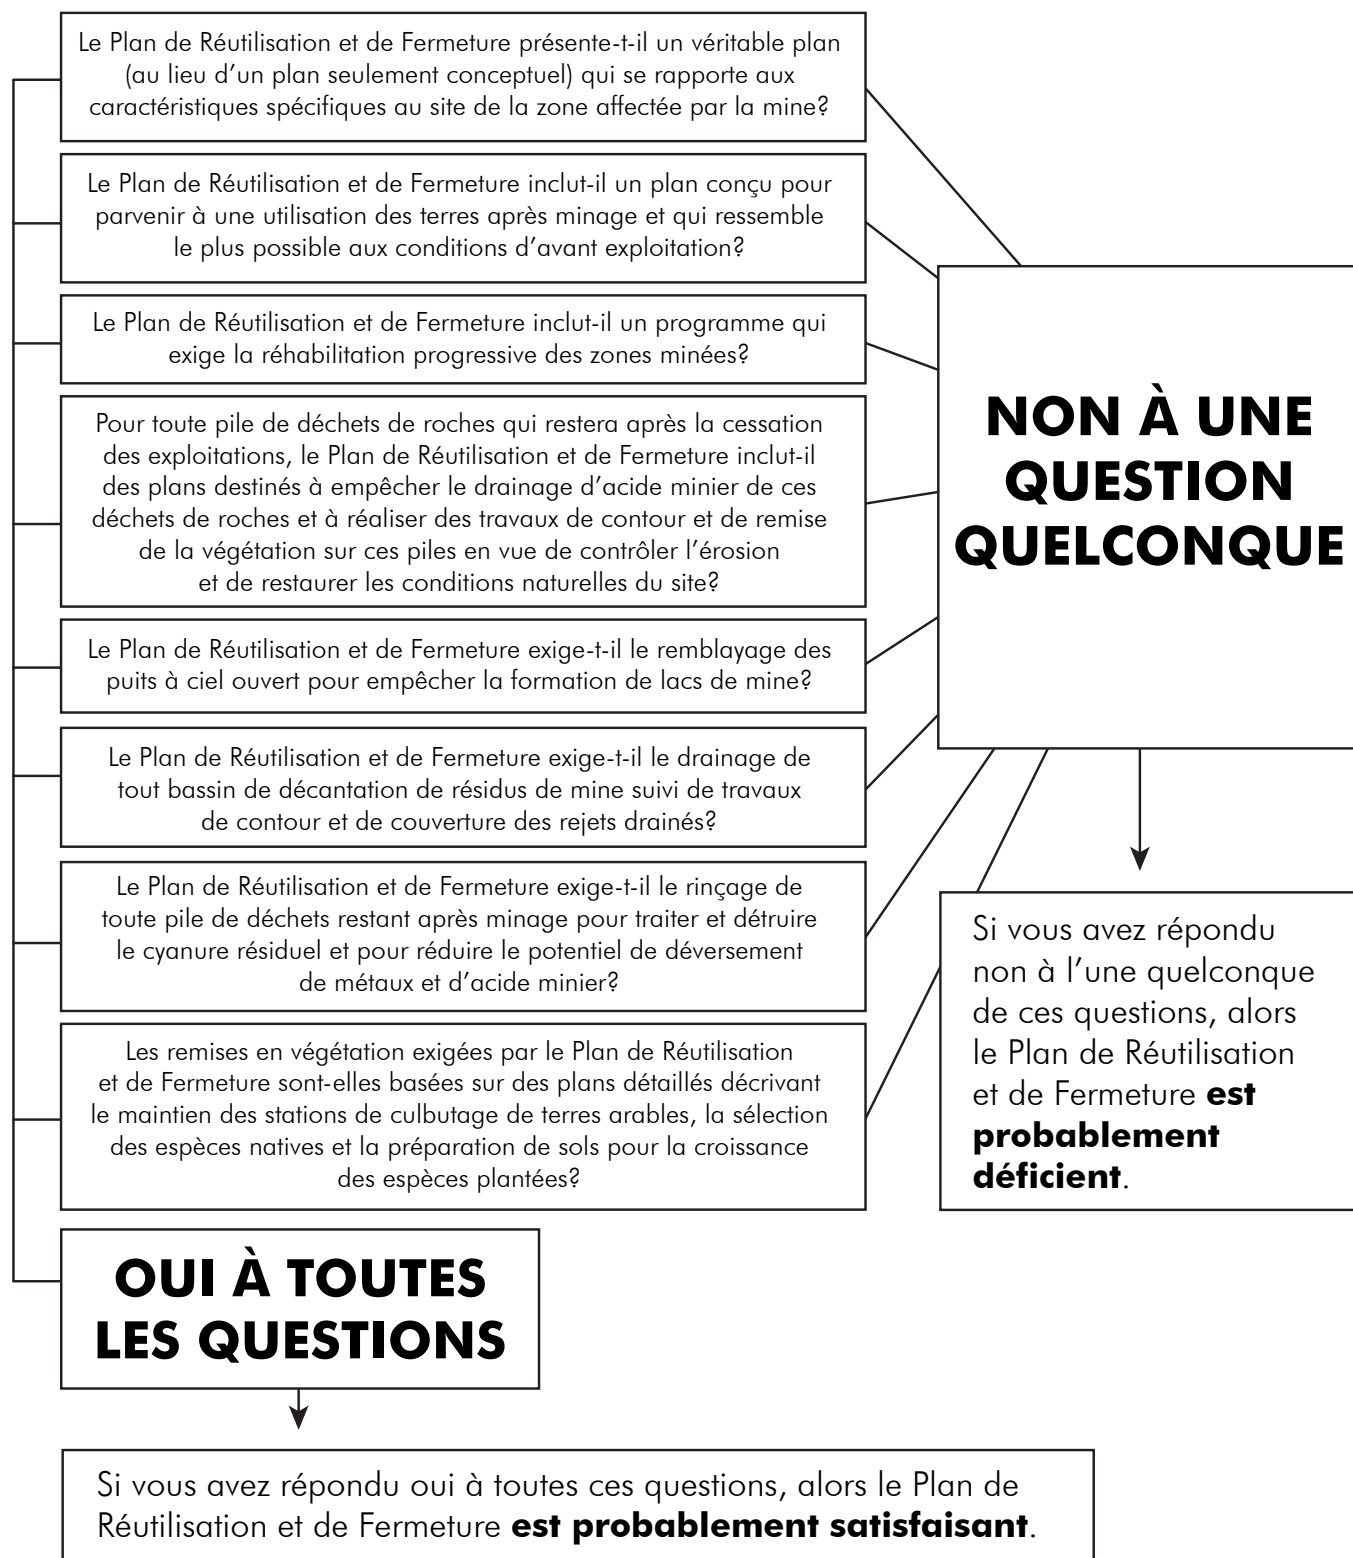 Le Plan de Réutilisation et de Fermeture présente-t-il un véritable plan
(au lieu d’un plan seulement conceptuel) qui se rapporte aux
caractéristiques spécifiques au site de la zone affectée par la mine?
Le Plan de Réutilisation et de Fermeture inclut-il un plan conçu pour
parvenir à une utilisation des terres après minage et qui ressemble
le plus possible aux conditions d’avant exploitation?
Le Plan de Réutilisation et de Fermeture inclut-il un programme qui
exige la réhabilitation progressive des zones minées?
Pour toute pile de déchets de roches qui restera après la cessation
des exploitations, le Plan de Réutilisation et de Fermeture inclut-il
des plans destinés à empêcher le drainage d’acide minier de ces
déchets de roches et à réaliser des travaux de contour et de remise
de la végétation sur ces piles en vue de contrôler l’érosion
et de restaurer les conditions naturelles du site?
Le Plan de Réutilisation et de Fermeture exige-t-il le remblayage des
puits à ciel ouvert pour empêcher la formation de lacs de mine?
Le Plan de Réutilisation et de Fermeture exige-t-il le drainage de
tout bassin de décantation de résidus de mine suivi de travaux
de contour et de couverture des rejets drainés?
Le Plan de Réutilisation et de Fermeture exige-t-il le rinçage de
toute pile de déchets restant après minage pour traiter et détruire
le cyanure résiduel et pour réduire le potentiel de déversement
de métaux et d’acide minier?
Les remises en végétation exigées par le Plan de Réutilisation
et de Fermeture sont-elles basées sur des plans détaillés décrivant
le maintien des stations de culbutage de terres arables, la sélection
des espèces natives et la préparation de sols pour la croissance
des espèces plantées?
NON À UNE
QUESTION
QUELCONQUE
Si vous avez répondu
non à l’une quelconque
de ces questions, alors
le Plan de Réutilisation
et de Fermeture est
probablement
déficient.
OUI À TOUTES
LES QUESTIONS
Si vous avez répondu oui à toutes ces questions, alors le Plan de
Réutilisation et de Fermeture est probablement satisfaisant.